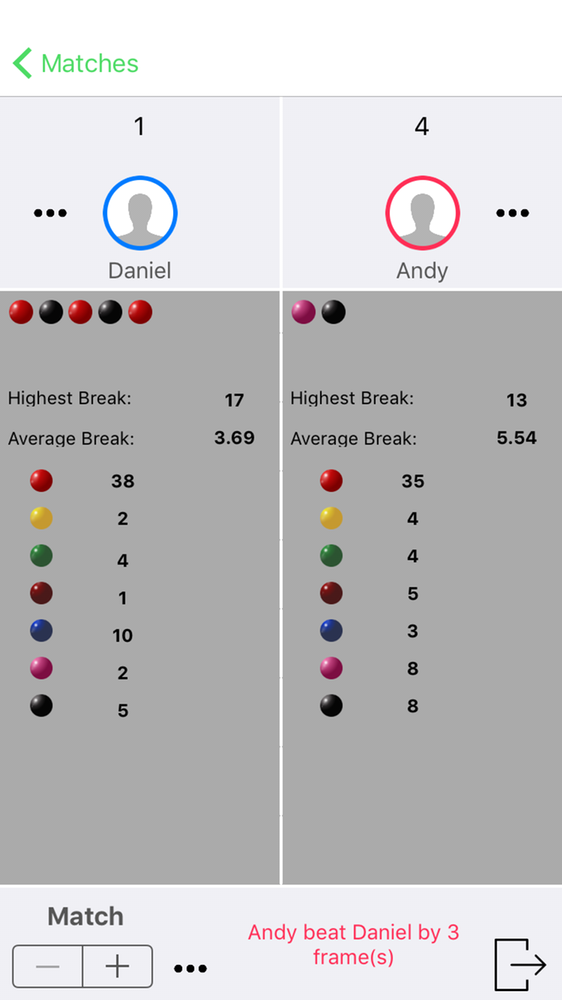 Matches
1
4
Daniel
Andy
Highest Break: 17
Highest Break: 13
Average Break: 3.69
Average Break: 5.54
38
35
2
4
4
4
1
5
10
3
2
8
5
8
Match
Andy beat Daniel by 3
frame(s)